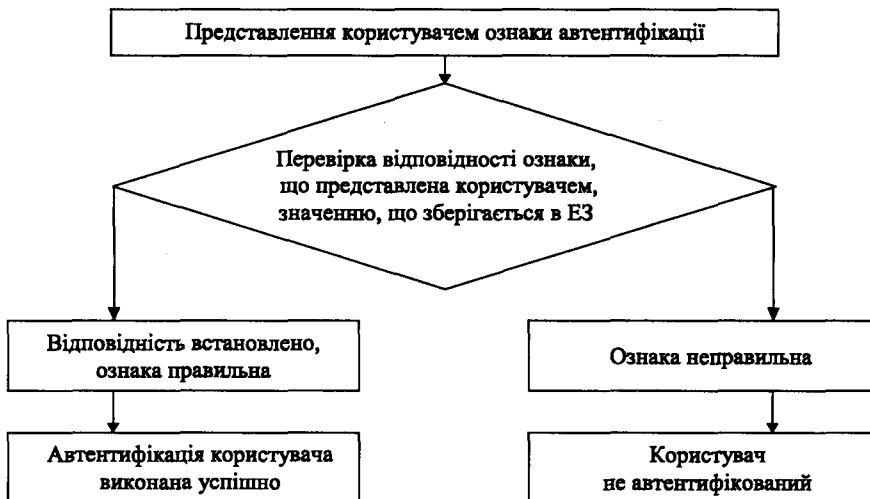 Представлення користувачем ознаки автентифікації
Перевірка відповідності ознаки,
що представлена користувачем,
значенню, що зберігається в ЕЗ
Відповідність встановлено,
ознака правильна
Ознака неправильна
Автентифікація користувача
виконана успішно
Користувач
не автентифікований